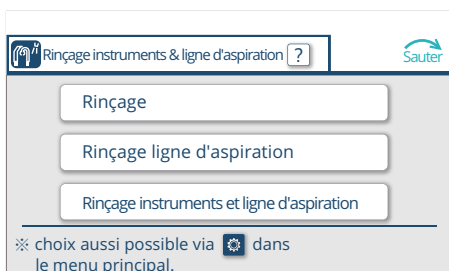 Rinçage instruments & ligne d'aspiration ?
Sauter
Rinçage
Rinçage ligne d'aspiration
Rinçage instruments et ligne d'aspiration
※ choix aussi possible via dans
le menu principal.